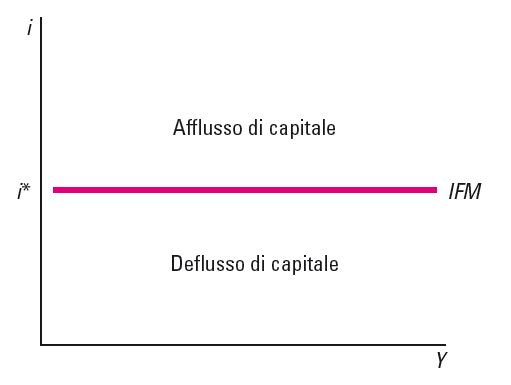 i
Afflusso di capitale
i* IFM
Deflusso di capitale
Y